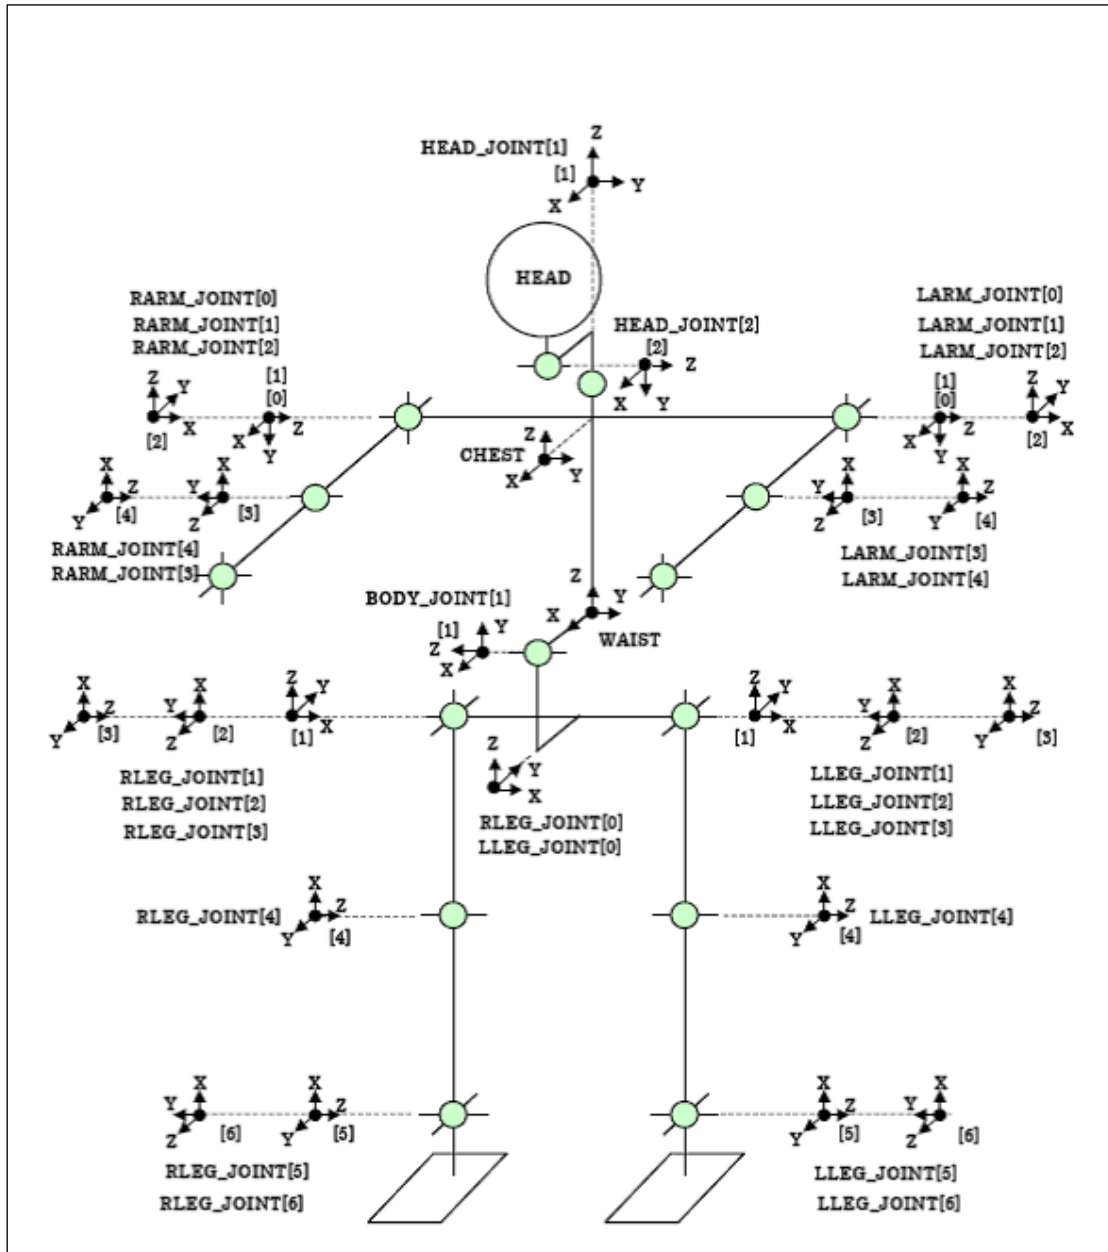 Z
HEAD_JOINT[1]
[1]
Y
X
HEAD
RARM_JOINT[0]
RARM_JOINT[1]
RARM_JOINT[2]
HEAD_JOINT[2]
[2]
Z
X
Y
LARM_JOINT[0]
LARM_JOINT[1]
LARM_JOINT[2]
Z
Y
X
[2]
[1]
[0]
Z
X
Y
[1]
[0]
Z
X
Y
Z
Y
X
[2]
CHEST
Z
Y
X
X
Z
Y
[4]
X
Y
Z
[3]
X
Y
Z
[3]
X
Z
Y
[4]
RARM_JOINT[4]
RARM_JOINT[3]
LARM_JOINT[3]
LARM_JOINT[4]
Z
Y
X
WAIST
BODY_JOINT[1]
[1]
Y
Z
X
X
Z
Y
[3]
X
Y
Z
[2]
Z
Y
X
[1]
Z
Y
X
[1]
X
Y
Z
[2]
X
Z
Y
[3]
RLEG_JOINT[1]
RLEG_JOINT[2]
RLEG_JOINT[3]
Z
Y
X
RLEG_JOINT[0]
LLEG_JOINT[0]
LLEG_JOINT[1]
LLEG_JOINT[2]
LLEG_JOINT[3]
RLEG_JOINT[4]
X
Z
Y
[4]
X
Z
Y
[4]
LLEG_JOINT[4]
X
Y
Z
[6]
X
Z
Y
[5]
X
Z
Y
[5]
X
Y
Z
[6]
RLEG_JOINT[5]
RLEG_JOINT[6]
LLEG_JOINT[5]
LLEG_JOINT[6]